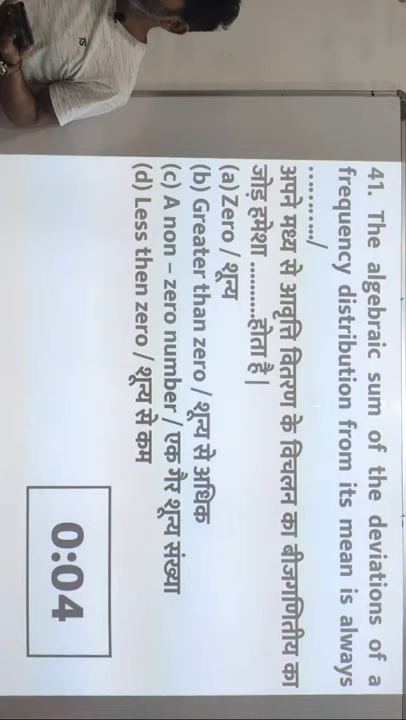 41. The algebraic sum of the deviations of a
frequency distribution from its mean is always
............/
अपने मध्य से आवृति वितरण के विचलन का बीजगणितीय का
जोड़ हमेशा ..........होता है |
(a)Zero / शून्य
(b) Greater than zero / शून्य से अधिक
(c) A non – zero number / एक गैर शून्य संख्या
(d) Less then zero / शून्य से कम
0:04